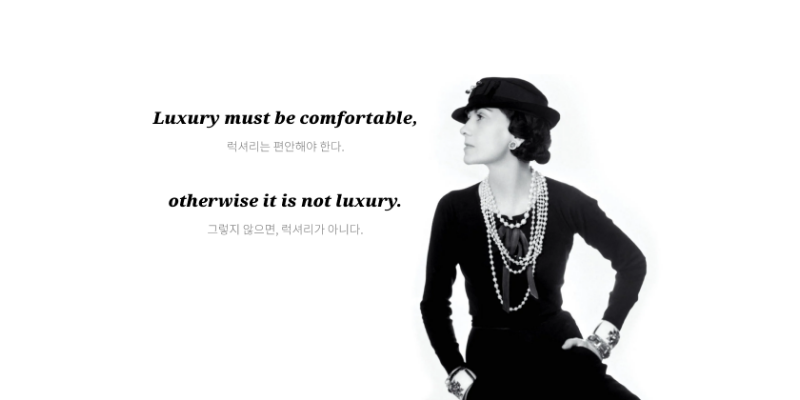 Luxury must be comfortable,
럭셔리는 편안해야 한다.
otherwise it is not luxury.
그렇지 않으면, 럭셔리가 아니다.